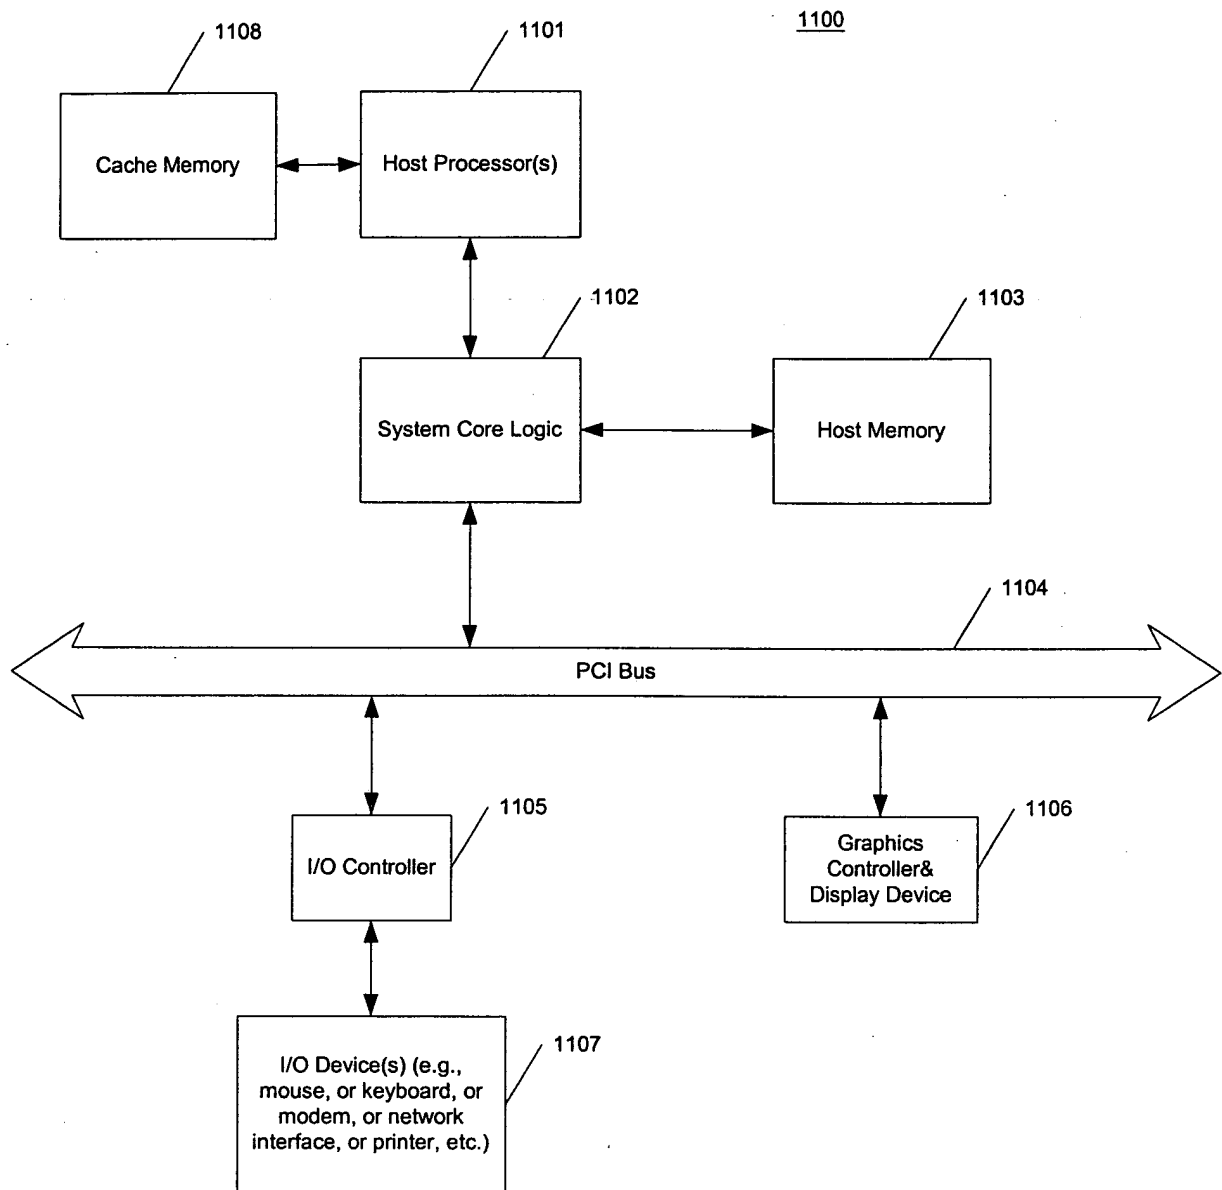 1100
1108
1101
Cache Memory
Host Processor(s)
1102
1103
System Core Logic
Host Memory
1104
PCI Bus
1105
1106
I/O Controller
Graphics
Controller&
Display Device
1107
I/O Device(s) (e.g.,
mouse, or keyboard, or
modem, or network
interface, or printer, etc.)